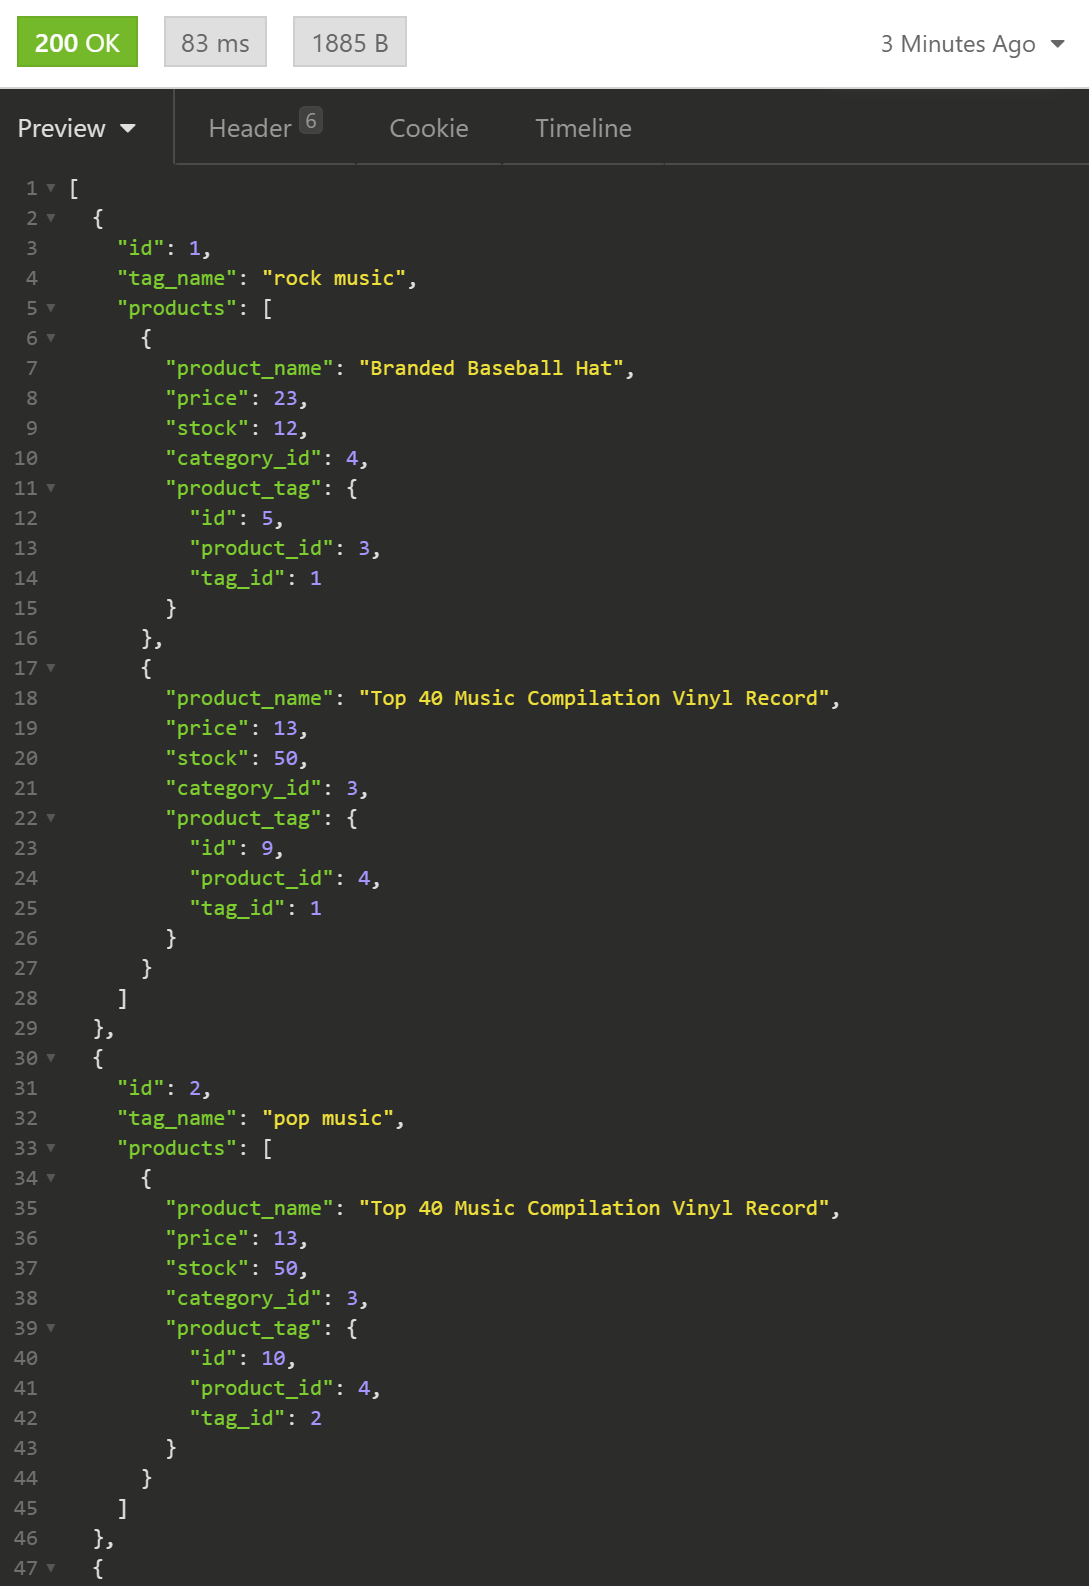 200 OK 83 ms 1885 B 3 Minutes Ago
Preview Header 6 Cookie Timeline
1 [
2 {
3 "id": 1,
4 "tag_name": "rock music",
5 "products": [
6 {
7 "product_name": "Branded Baseball Hat",
8 "price": 23,
9 "stock": 12,
10 "category_id": 4,
11 "product_tag": {
12 "id": 5,
13 "product_id": 3,
14 "tag_id": 1
15 }
16 },
17 {
18 "product_name": "Top 40 Music Compilation Vinyl Record",
19 "price": 13,
20 "stock": 50,
21 "category_id": 3,
22 "product_tag": {
23 "id": 9,
24 "product_id": 4,
25 "tag_id": 1
26 }
27 }
28 ]
29 },
30 {
31 "id": 2,
32 "tag_name": "pop music",
33 "products": [
34 {
35 "product_name": "Top 40 Music Compilation Vinyl Record",
36 "price": 13,
37 "stock": 50,
38 "category_id": 3,
39 "product_tag": {
40 "id": 10,
41 "product_id": 4,
42 "tag_id": 2
43 }
44 }
45 ]
46 },
47 {